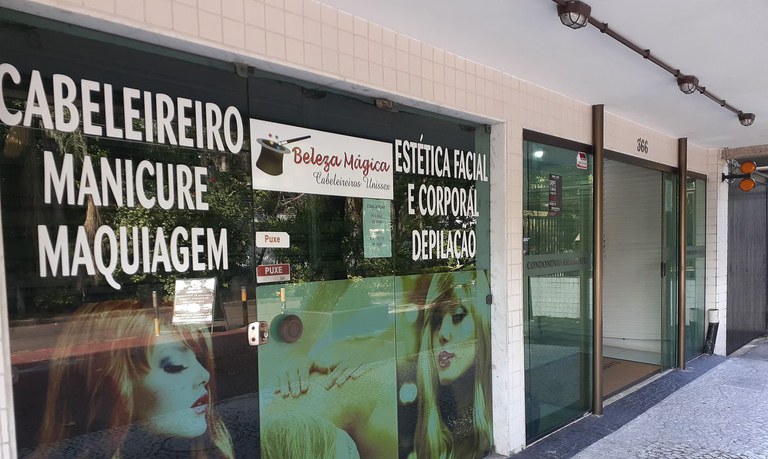 CABELEIREIRO
MANICURE
MAQUIAGEM
Beleza Mágica
Cabeleireiros Unissex
Puxe
PUXE
ESTÉTICA FACIAL
E CORPORAL
DEPILAÇÃO
366